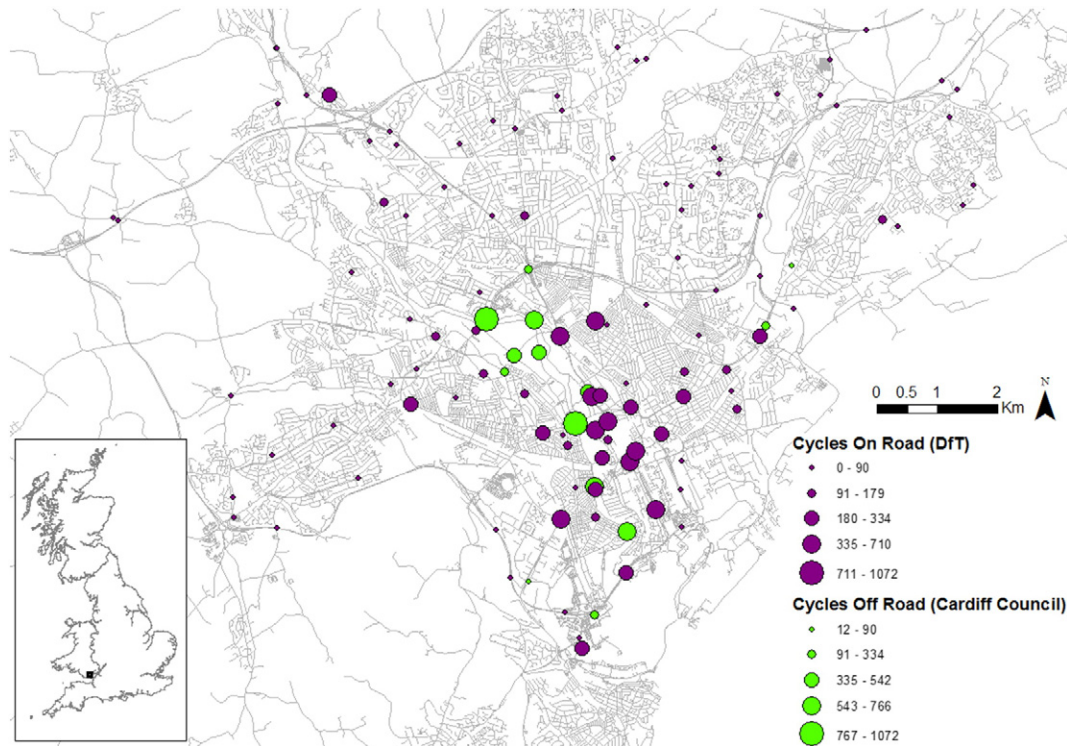 N
0 0.5 1 2
Km
Cycles On Road (DfT)
0 - 90
91 - 179
180 - 334
335 - 710
711 - 1072
Cycles Off Road (Cardiff Council)
12 - 90
91 - 334
335 - 542
543 - 766
767 - 1072